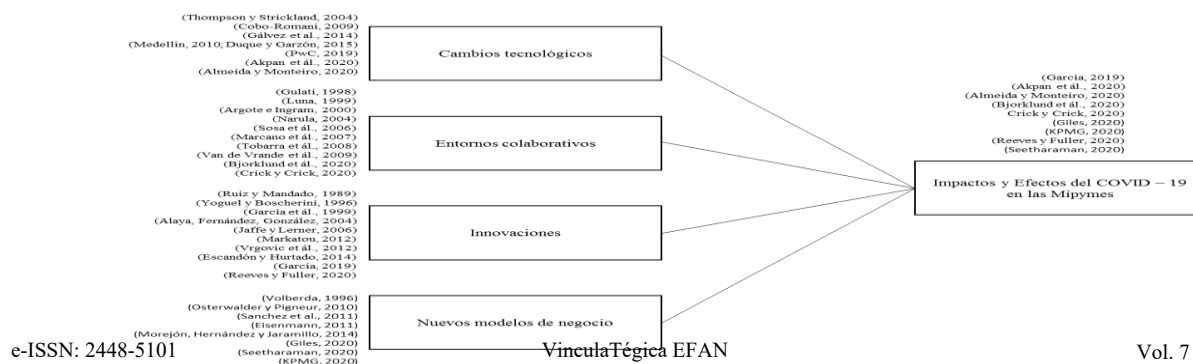 (Thompson y Strickland, 2004)
(Cobo-Romaní, 2009)
(Gálvez et al., 2014)
(Medellín, 2010; Duque y Garzón, 2015)
(PwC, 2019)
(Akpan et ál., 2020)
(Almeida y Monteiro, 2020)
Cambios tecnológicos
(Gulati, 1998)
(Luna, 1999)
(Argote e Ingram, 2000)
(Narula, 2004)
(Sosa et ál., 2006)
(Marcano et ál., 2007)
(Tobarra et ál., 2008)
(Van de Vrande et ál., 2009)
(Bjorklund et ál., 2020)
(Crick y Crick, 2020)
Entornos colaborativos
(Ruiz y Mandado, 1989)
(Yoguel y Boscherini, 1996)
(García et ál., 1999)
(Alaya, Fernández, González, 2004)
(Jaffe y Lerner, 2006)
(Markatou, 2012)
(Vrgovic et ál., 2012)
(Escandón y Hurtado, 2014)
(García, 2019)
(Reeves y Fuller, 2020)
Innovaciones
(Volberda, 1996)
(Osterwalder y Pigneur, 2010)
(Sanchez et al., 2011)
(Eisenmann, 2011)
(Morejón, Hernández y Jaramillo, 2014)
(Giles, 2020)
(Seetharaman, 2020)
(KPMG, 2020)
Nuevos modelos de negocio
(García, 2019)
(Akpan et ál., 2020)
(Almeida y Monteiro, 2020)
(Bjorklund et ál., 2020)
Crick y Crick, 2020)
(Giles, 2020)
(KPMG, 2020)
(Reeves y Fuller, 2020)
(Seetharaman, 2020)
Impactos y Efectos del COVID – 19
en las Mipymes
e-ISSN: 2448-5101 VinculaTégica EFAN Vol. 7